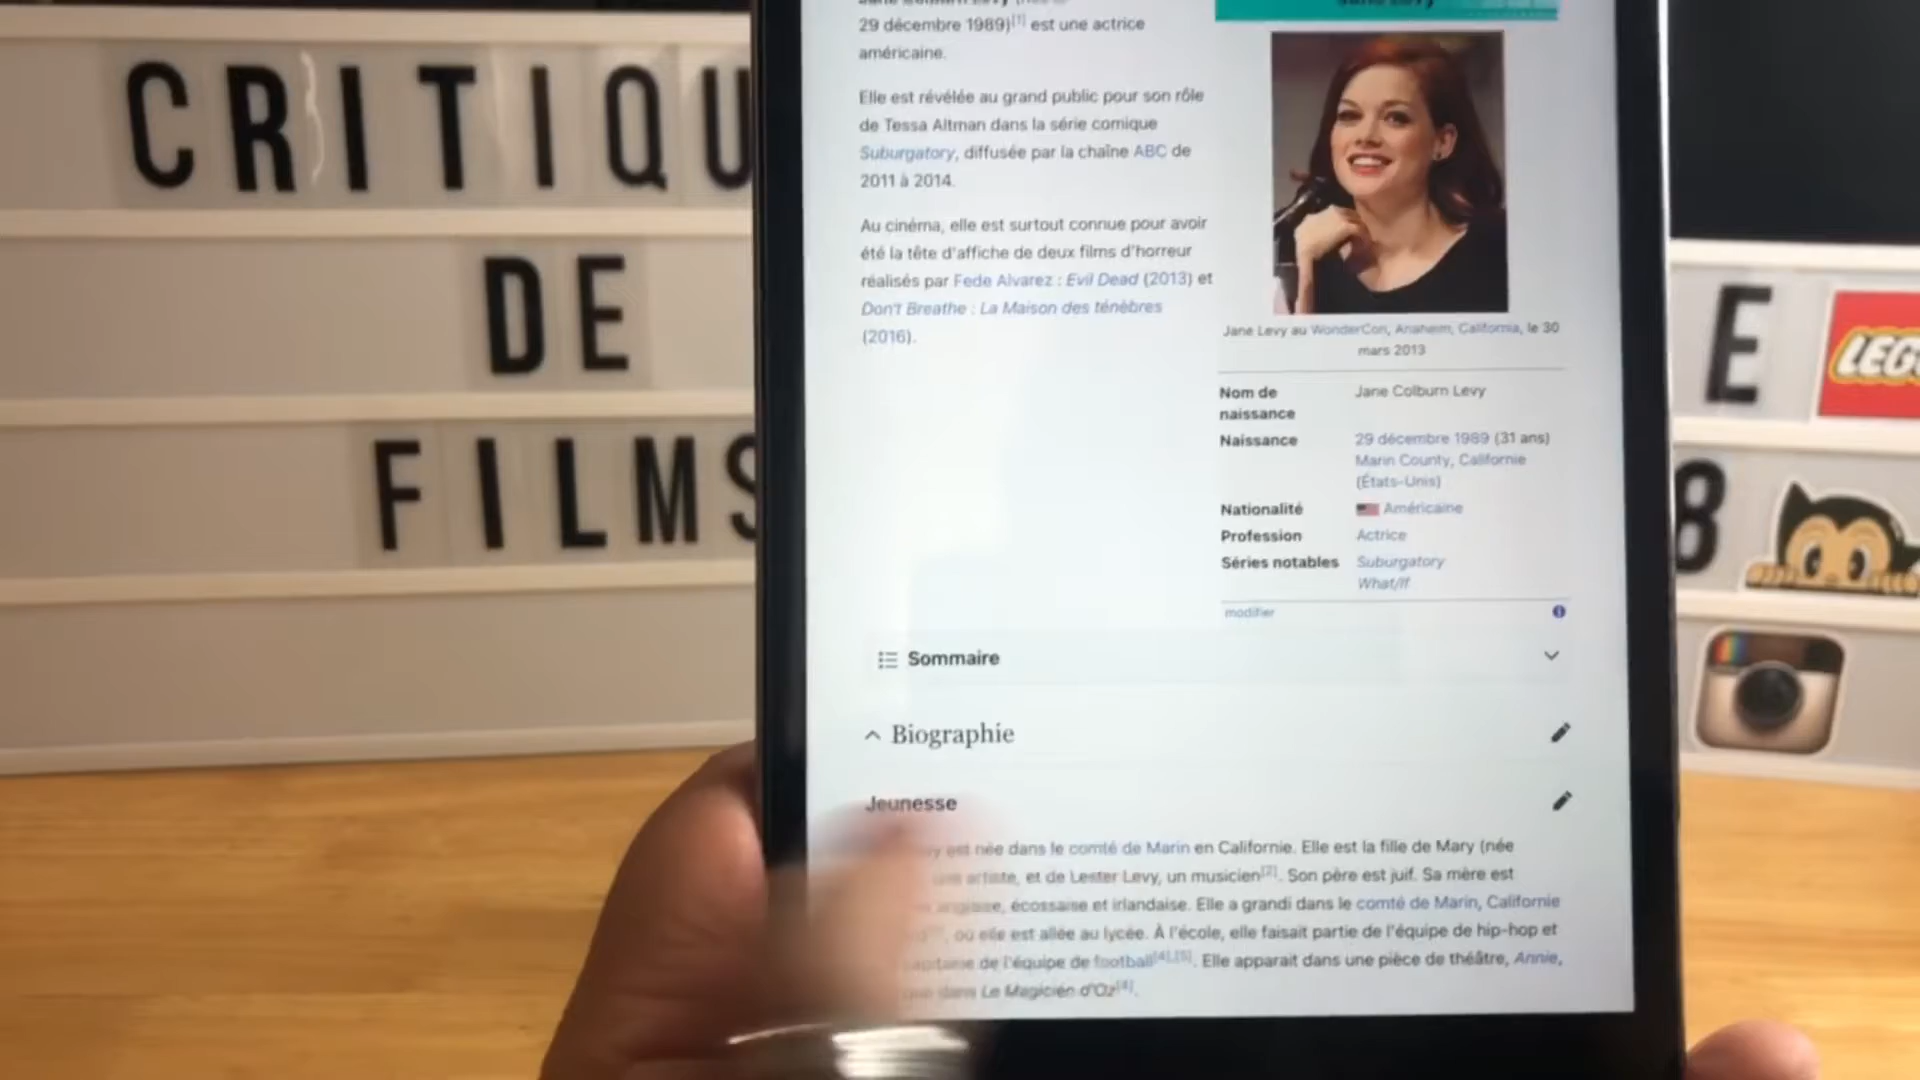 CRITIQU
DE
FILMS
E
LEGO
8
29 décembre 1989)[1] est une actrice
américaine.
Elle est révélée au grand public pour son rôle
de Tessa Altman dans la série comique
Suburgatory, diffusée par la chaîne ABC de
2011 à 2014.
Au cinéma, elle est surtout connue pour avoir
été la tête d'affiche de deux films d'horreur
réalisés par Fede Alvarez : Evil Dead (2013) et
Don't Breathe : La Maison des ténèbres
(2016).
Jane Levy au WonderCon, Anaheim, California, le 30
mars 2013
Nom de
naissance
Jane Colburn Levy
Naissance
29 décembre 1989 (31 ans)
Marin County, Californie
(États-Unis)
Nationalité
Américaine
Profession
Actrice
Séries notables
Suburgatory
What/If
modifier
Sommaire
Biographie
Jeunesse
est née dans le comté de Marin en Californie. Elle est la fille de Mary (née
une artiste, et de Lester Levy, un musicien[2]. Son père est juif. Sa mère est
anglaise, écossaise et irlandaise. Elle a grandi dans le comté de Marin, Californie
où elle est allée au lycée. À l'école, elle faisait partie de l'équipe de hip-hop et
capitaine de l'équipe de football[4],[5]. Elle apparait dans une pièce de théâtre, Annie,
que dans Le Magicien d'Oz[4].